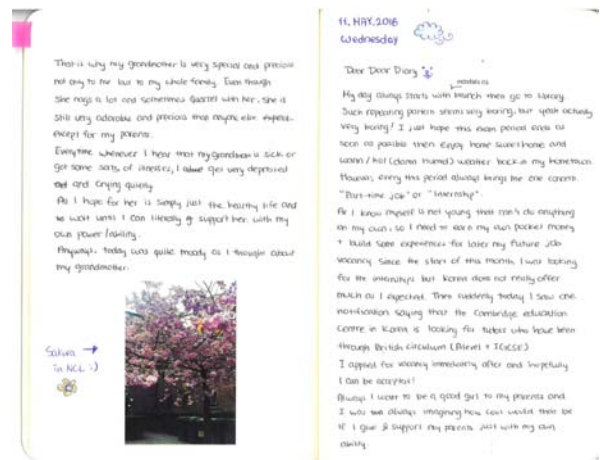 That is why my grandmother is very special and precious
not only to me but to my whole family. Even though
she nags a lot and sometimes quarrel with her. she is
still very adorable and precious than anyone else
except for my parents.
Everytime whenever I hear that my grandmom is sick or
got some sorts of illnesses, I get very depressed
and crying quietly.
All I hope for her is simply just the healthy life and
to wait until I can literally support her. with my
own power/ability.
Anyways, today was quite moody as I thought about
my grandmother.
Sakura →
in NCL :)
11. MAY. 2016
Wednesday
Dear Dear Diary
My day always starts with brunch then go to library.
Such repeating pattern seems very boring, but yeah actually
very boring! I just hope this exam period ends as
soon as possible then enjoy home sweet home and
warm / hot (damn humid) weather back in my hometown
However, every this period always brings me one concern.
"Part-time job" or "Internship".
As I know myself is not young that can't do anything
on my own, so I need to earn my own pocket money
+ build some experiences for later my future job
vacancy. Since the start of this month, I was looking
for the internships but Korea does not really offer
much as I expected. Then suddenly today I saw one
notification saying that the Cambridge education
Centre in Korea is looking for tutors who have been
through British circulum (Alevel + IGCSE)
I applied for vacancy immediately after and hopefully
I can be accepted!
Always I want to be a good girl to my parents and
I was always imagining how cool would that be
if I give & support my parents just with my own
ability.